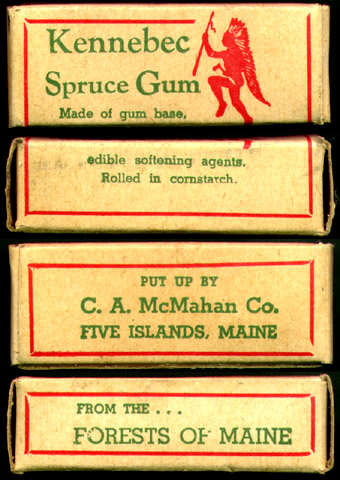 Kennebec
Spruce Gum
Made of gum base,
edible softening agents.
Rolled in cornstarch.
PUT UP BY
C. A. McMahan Co.
FIVE ISLANDS, MAINE
FROM THE . . .
FORESTS OF MAINE